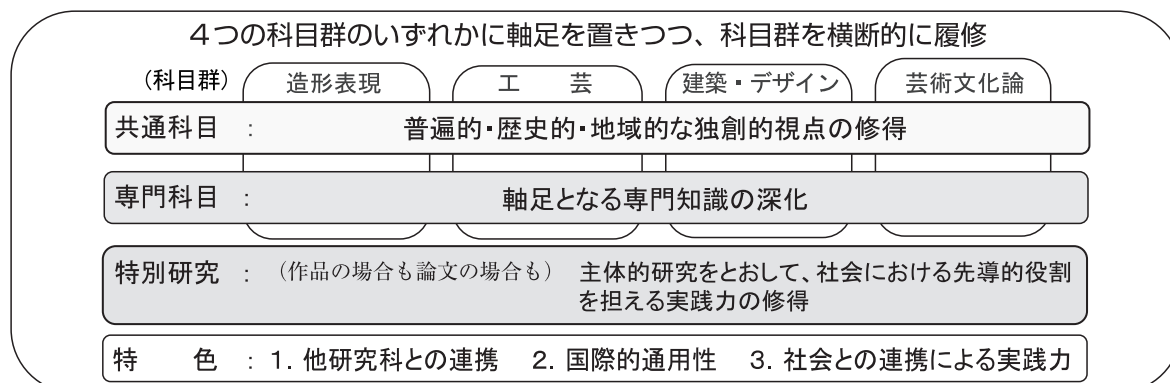 ４つの科目群のいずれかに軸足を置きつつ、科目群を横断的に履修
(科目群) 造形表現 工　芸 建築・デザイン 芸術文化論
共通科目 : 普遍的・歴史的・地域的な独創的視点の修得
専門科目 : 軸足となる専門知識の深化
特別研究 : (作品の場合も論文の場合も) 主体的研究をとおして、社会における先導的役割
を担える実践力の修得
特　色 : 1. 他研究科との連携 2. 国際的通用性 3. 社会との連携による実践力